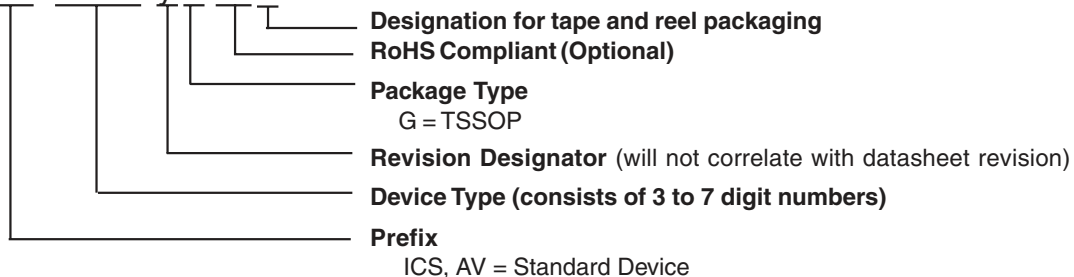 Designation for tape and reel packaging
RoHS Compliant (Optional)
Package Type
G = TSSOP
Revision Designator (will not correlate with datasheet revision)
Device Type (consists of 3 to 7 digit numbers)
Prefix
ICS, AV = Standard Device